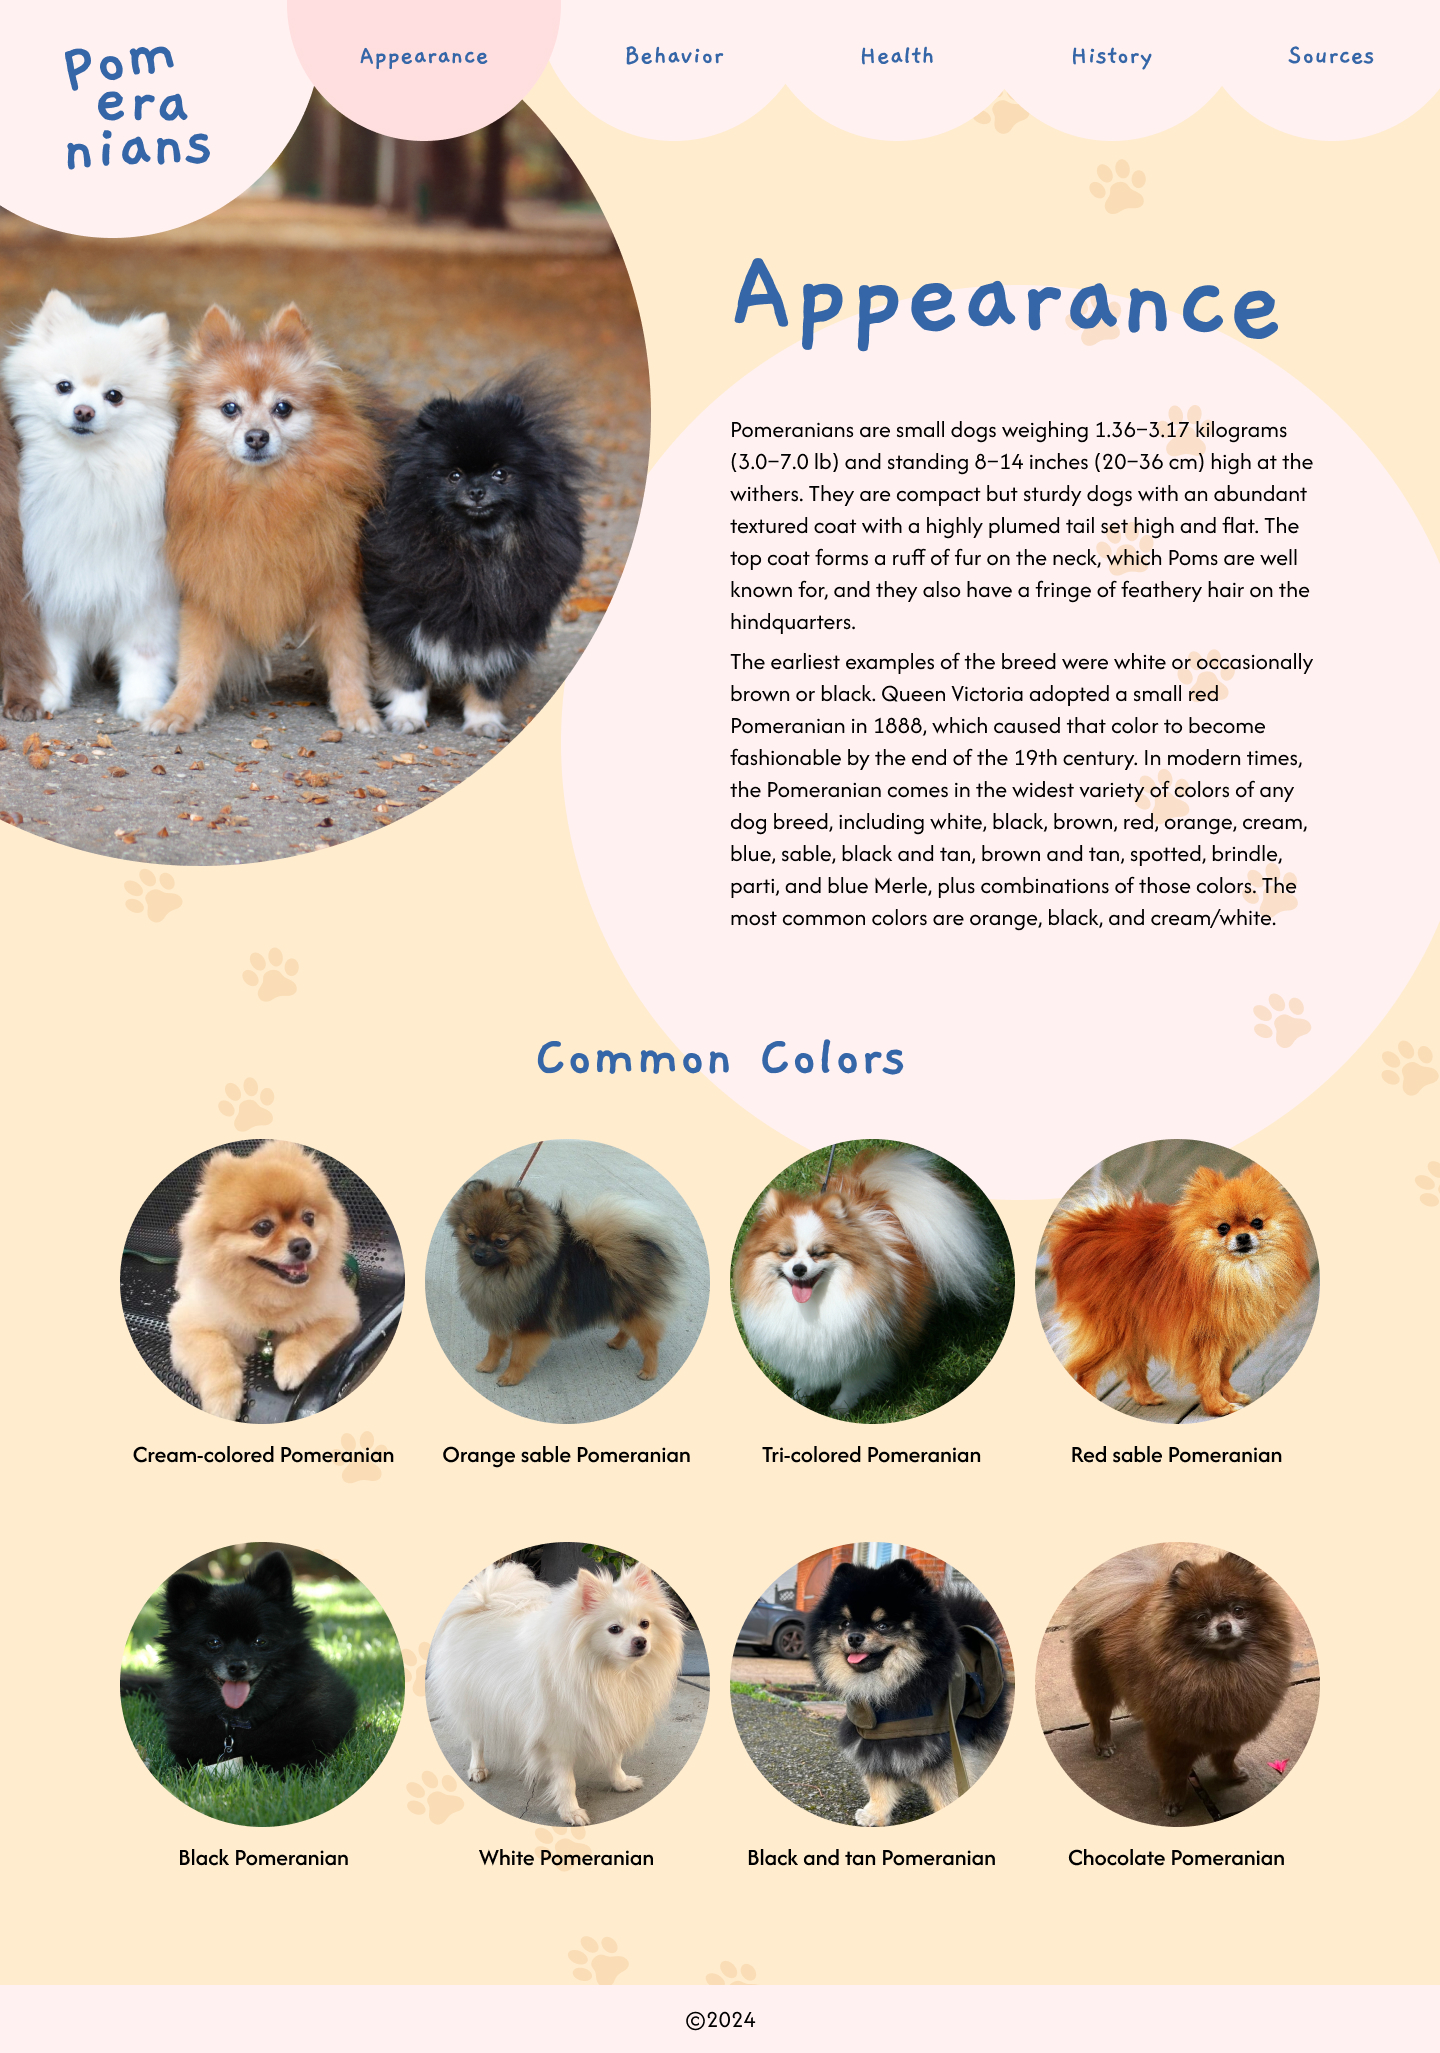 Pom
era
nians
Appearance
Behavior
Health
History
Sources
Appearance
Pomeranians are small dogs weighing 1.36–3.17 kilograms
(3.0–7.0 lb) and standing 8–14 inches (20–36 cm) high at the
withers. They are compact but sturdy dogs with an abundant
textured coat with a highly plumed tail set high and flat. The
top coat forms a ruff of fur on the neck, which Poms are well
known for, and they also have a fringe of feathery hair on the
hindquarters.
The earliest examples of the breed were white or occasionally
brown or black. Queen Victoria adopted a small red
Pomeranian in 1888, which caused that color to become
fashionable by the end of the 19th century. In modern times,
the Pomeranian comes in the widest variety of colors of any
dog breed, including white, black, brown, red, orange, cream,
blue, sable, black and tan, brown and tan, spotted, brindle,
parti, and blue Merle, plus combinations of those colors. The
most common colors are orange, black, and cream/white.
Common Colors
Cream-colored Pomeranian
Orange sable Pomeranian
Tri-colored Pomeranian
Red sable Pomeranian
Black Pomeranian
White Pomeranian
Black and tan Pomeranian
Chocolate Pomeranian
©2024